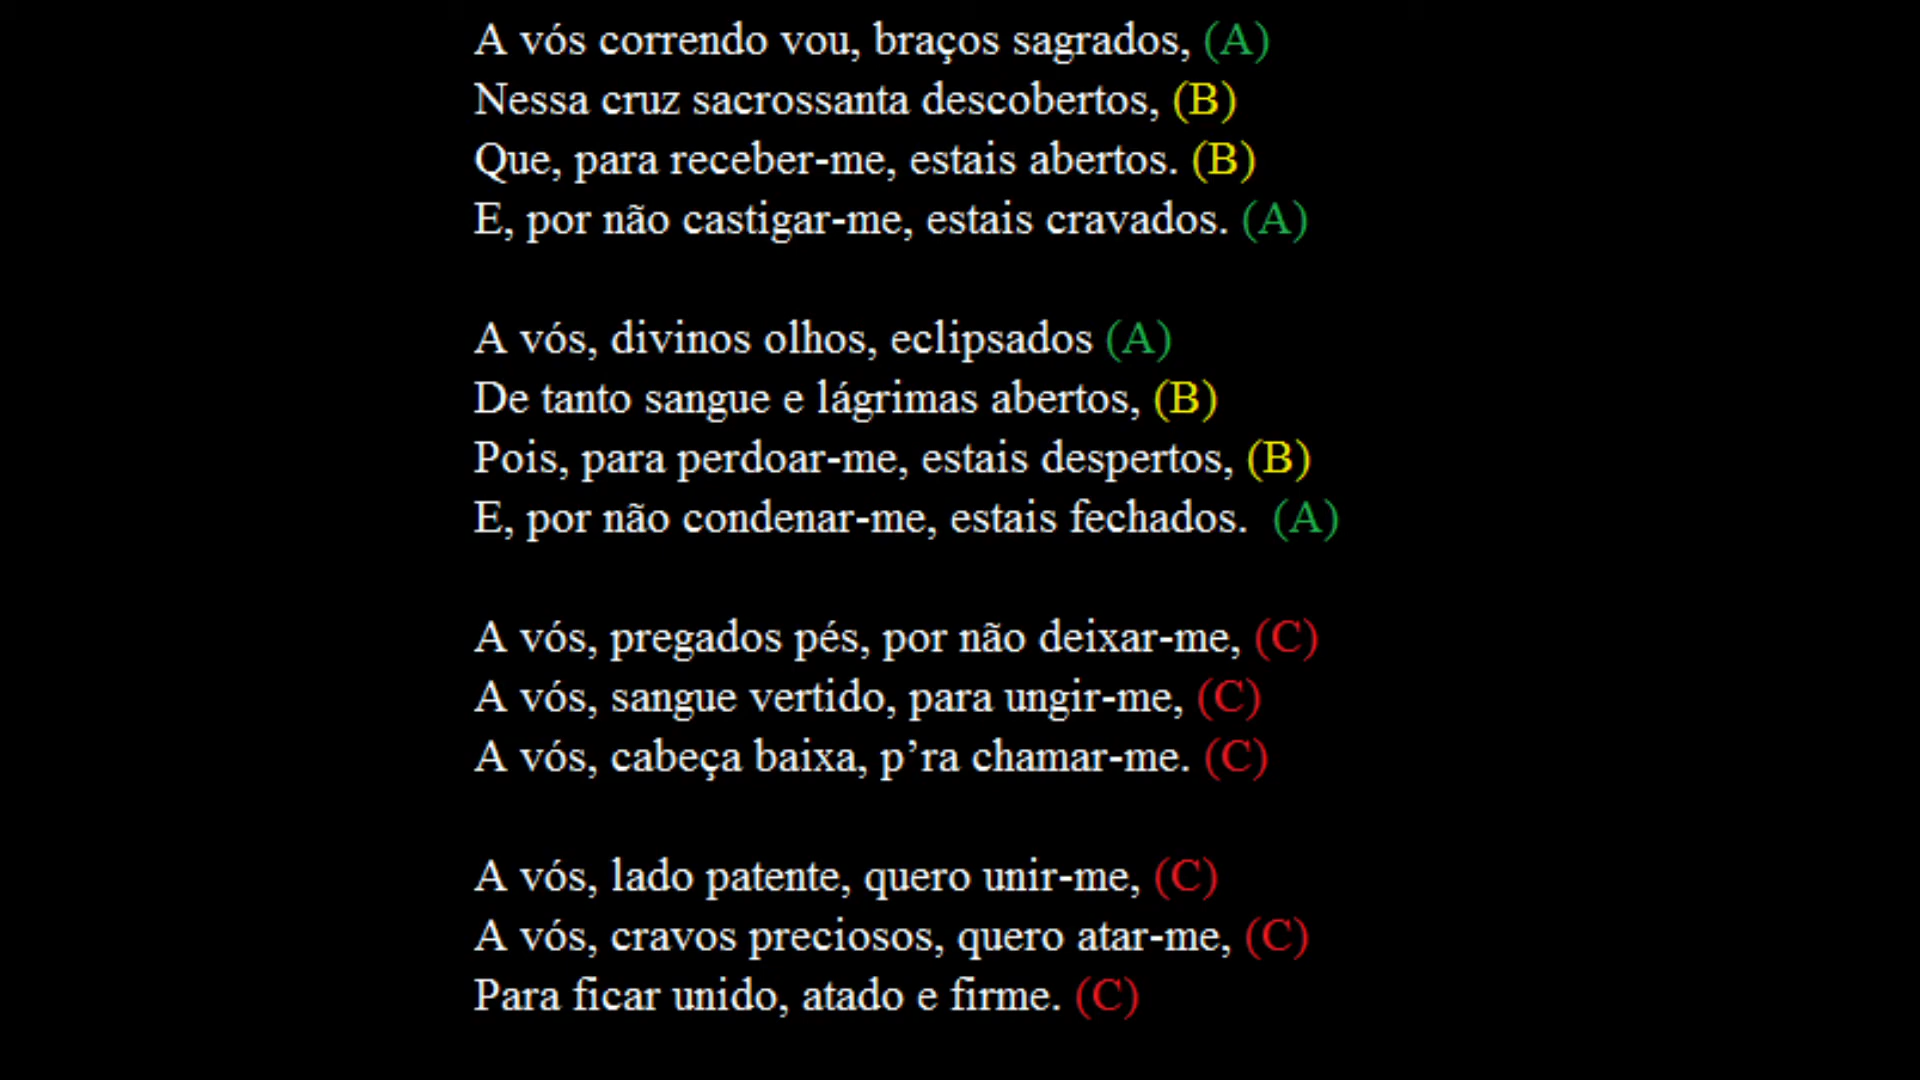 A vós correndo vou, braços sagrados, (A)
Nessa cruz sacrossanta descobertos, (B)
Que, para receber-me, estais abertos. (B)
E, por não castigar-me, estais cravados. (A)
A vós, divinos olhos, eclipsados (A)
De tanto sangue e lágrimas abertos, (B)
Pois, para perdoar-me, estais despertos, (B)
E, por não condenar-me, estais fechados. (A)
A vós, pregados pés, por não deixar-me, (C)
A vós, sangue vertido, para ungir-me, (C)
A vós, cabeça baixa, p’ra chamar-me. (C)
A vós, lado patente, quero unir-me, (C)
A vós, cravos preciosos, quero atar-me, (C)
Para ficar unido, atado e firme. (C)